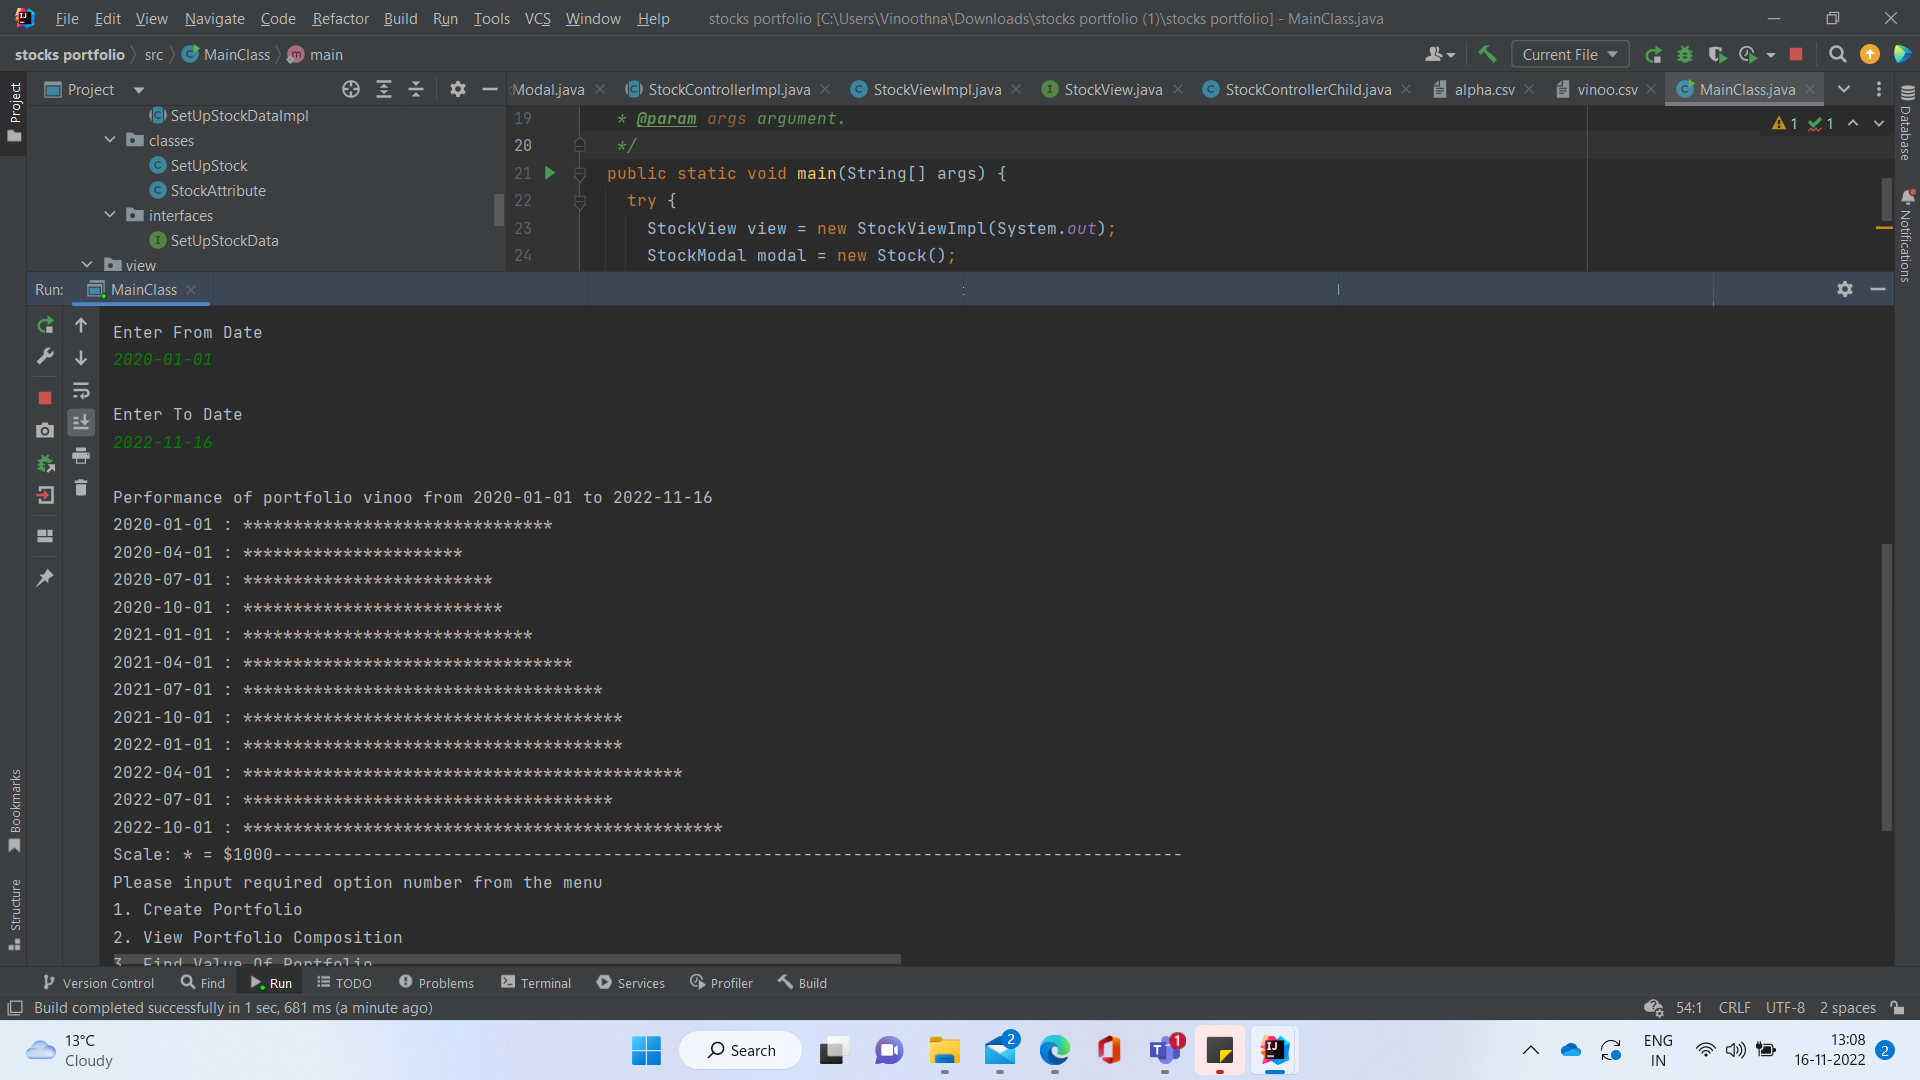 File Edit View Navigate Code Refactor Build Run Tools VCS Window Help stocks portfolio [C:\Users\Vinoothna\Downloads\stocks portfolio (1)\stocks portfolio] - MainClass.java
stocks portfolio src MainClass main Current File
Project Modal.java StockControllerImpl.java StockViewImpl.java StockView.java StockControllerChild.java alpha.csv vinoo.csv MainClass.java
Project
Database
Notifications
SetUpStockDataImpl
classes
SetUpStock
StockAttribute
interfaces
SetUpStockData
view
19 * @param args argument. 1 1
20 */
21 public static void main(String[] args) {
22 try {
23 StockView view = new StockViewImpl(System.out);
24 StockModal modal = new Stock();
Run: MainClass
Enter From Date
2020-01-01
Enter To Date
2022-11-16
Performance of portfolio vinoo from 2020-01-01 to 2022-11-16
2020-01-01 : *******************************
2020-04-01 : **********************
2020-07-01 : *************************
2020-10-01 : **************************
2021-01-01 : *****************************
2021-04-01 : *********************************
2021-07-01 : ************************************
2021-10-01 : **************************************
2022-01-01 : **************************************
2022-04-01 : ********************************************
2022-07-01 : *************************************
2022-10-01 : ************************************************
Scale: * = $1000-------------------------------------------------------------------------------------------
Please input required option number from the menu
1. Create Portfolio
2. View Portfolio Composition
3. Find Value Of Portfolio
Bookmarks
Structure
Version Control Find Run TODO Problems Terminal Services Profiler Build
Build completed successfully in 1 sec, 681 ms (a minute ago) 54:1 CRLF UTF-8 2 spaces
13°C
Cloudy
Search
2
1
ENG
IN
13:08
16-11-2022
2